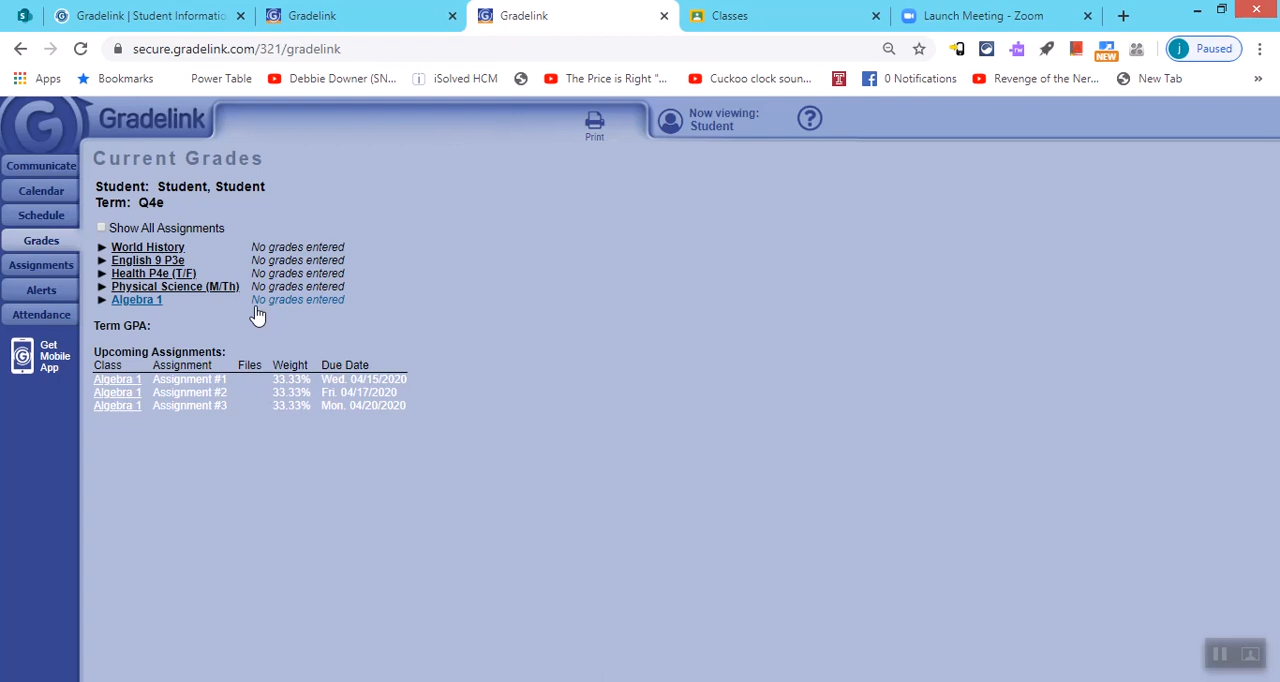 Gradelink | Student Informatio
Gradelink
Gradelink
Classes
Launch Meeting - Zoom
secure.gradelink.com/321/gradelink
j Paused
NEW
Apps Bookmarks Power Table Debbie Downer (SN... iSolved HCM The Price is Right "... Cuckoo clock soun... T 0 Notifications Revenge of the Ner... New Tab »
G Gradelink
Print
Now viewing:
Student
?
Communicate
Calendar
Schedule
Grades
Assignments
Alerts
Attendance
Get
Mobile
App
Current Grades
Student: Student, Student
Term: Q4e
Show All Assignments
World History No grades entered
English 9 P3e No grades entered
Health P4e (T/F) No grades entered
Physical Science (M/Th) No grades entered
Algebra 1 No grades entered
Term GPA:
Upcoming Assignments:
Class Assignment Files Weight Due Date
Algebra 1 Assignment #1 33.33% Wed. 04/15/2020
Algebra 1 Assignment #2 33.33% Fri. 04/17/2020
Algebra 1 Assignment #3 33.33% Mon. 04/20/2020